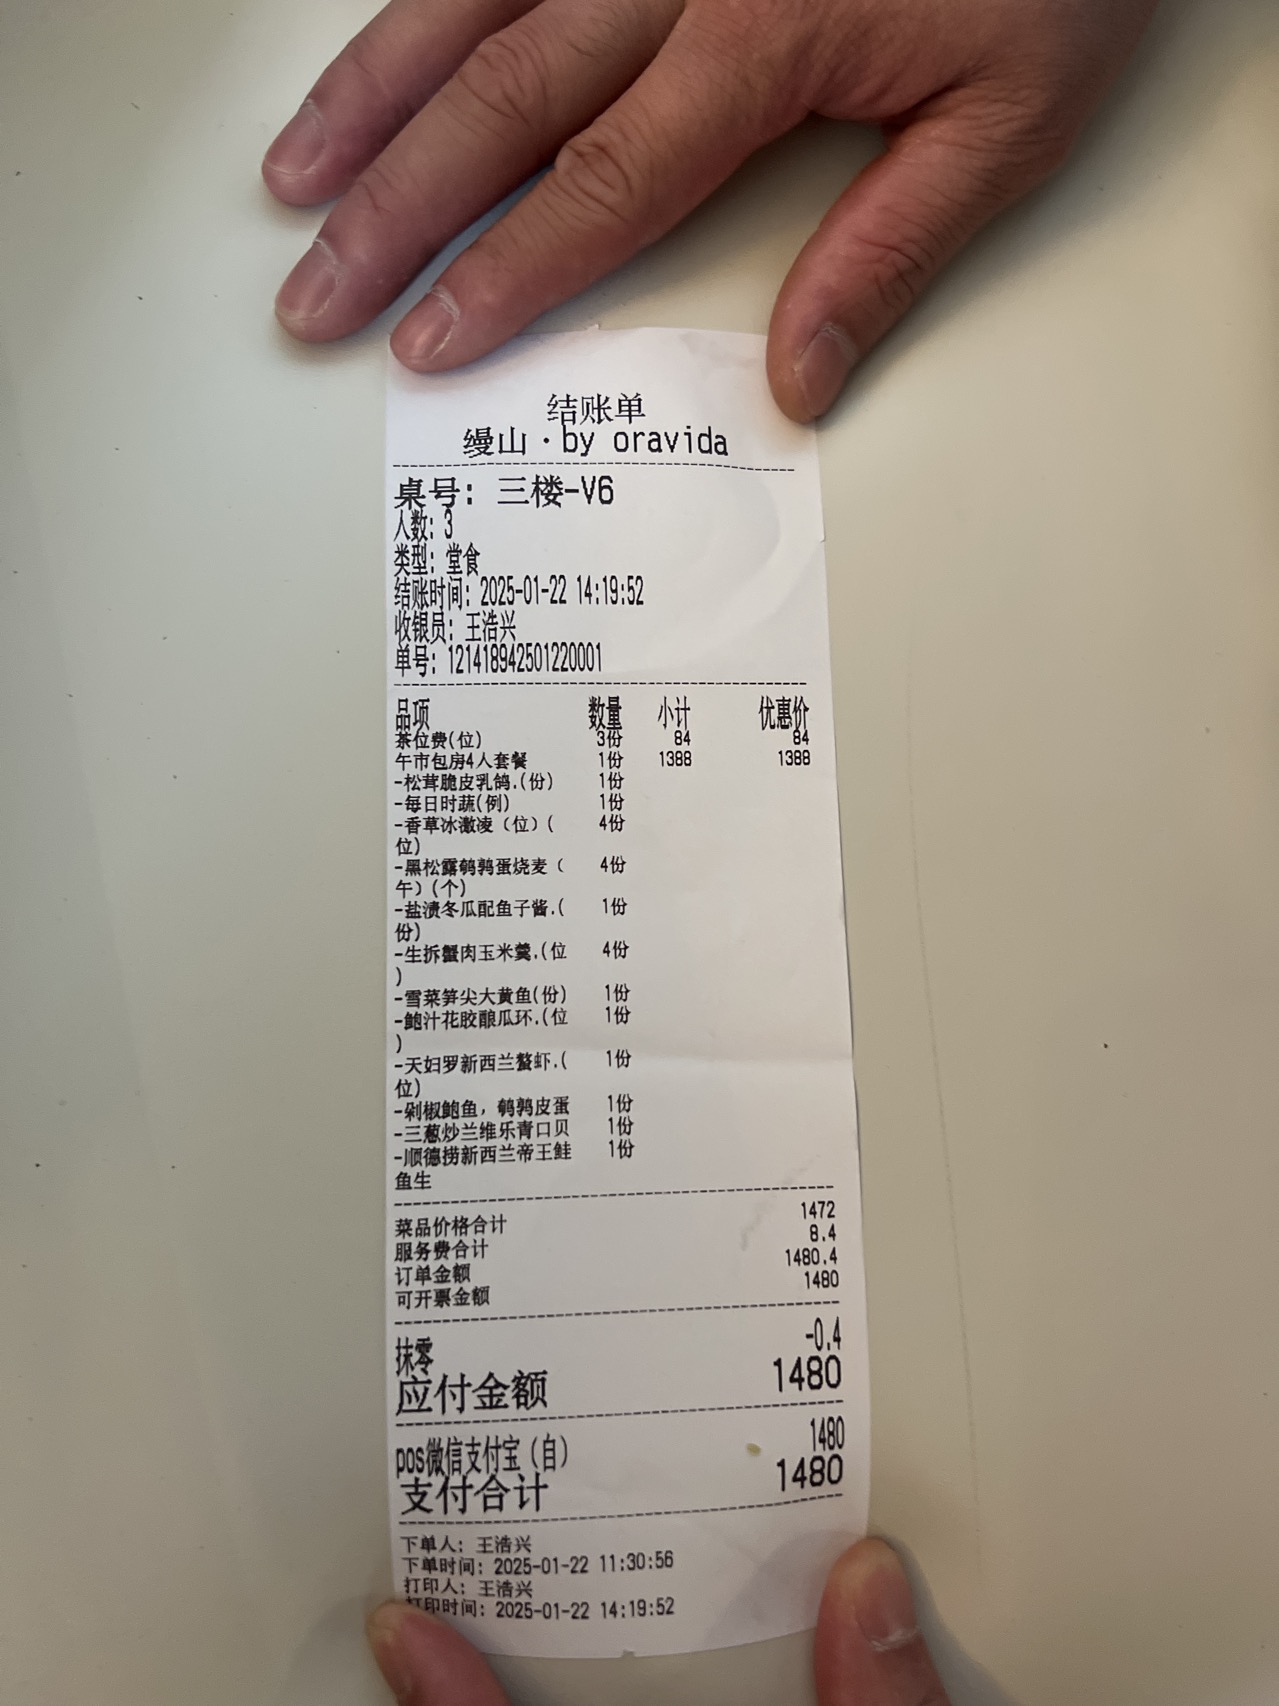 结账单
缦山·by oravida
桌号: 三楼-V6
人数: 3
类型: 堂食
结账时间: 2025-01-22 14:19:52
收银员: 王浩兴
单号: 121418942501220001
品项 数量 小计 优惠价
茶位费(位) 3份 84 84
午市包房4人套餐 1份 1388 1388
-松茸脆皮乳鸽.(份) 1份
-每日时蔬(例) 1份
-香草冰激凌（位）( 4份
位)
-黑松露鹌鹑蛋烧麦（ 4份
午）(个)
-盐渍冬瓜配鱼子酱.( 1份
份)
-生拆蟹肉玉米羹.(位 4份
)
-雪菜笋尖大黄鱼(份) 1份
-鲍汁花胶酿瓜环.(位 1份
)
-天妇罗新西兰螯虾.( 1份
位)
-剁椒鲍鱼，鹌鹑皮蛋 1份
-三葱炒兰维乐青口贝 1份
-顺德捞新西兰帝王鲑 1份
鱼生
菜品价格合计 1472
服务费合计 8.4
订单金额 1480.4
可开票金额 1480
抹零 -0.4
应付金额 1480
pos微信支付宝（自） 1480
支付合计 1480
下单人: 王浩兴
下单时间: 2025-01-22 11:30:56
打印人: 王浩兴
打印时间: 2025-01-22 14:19:52